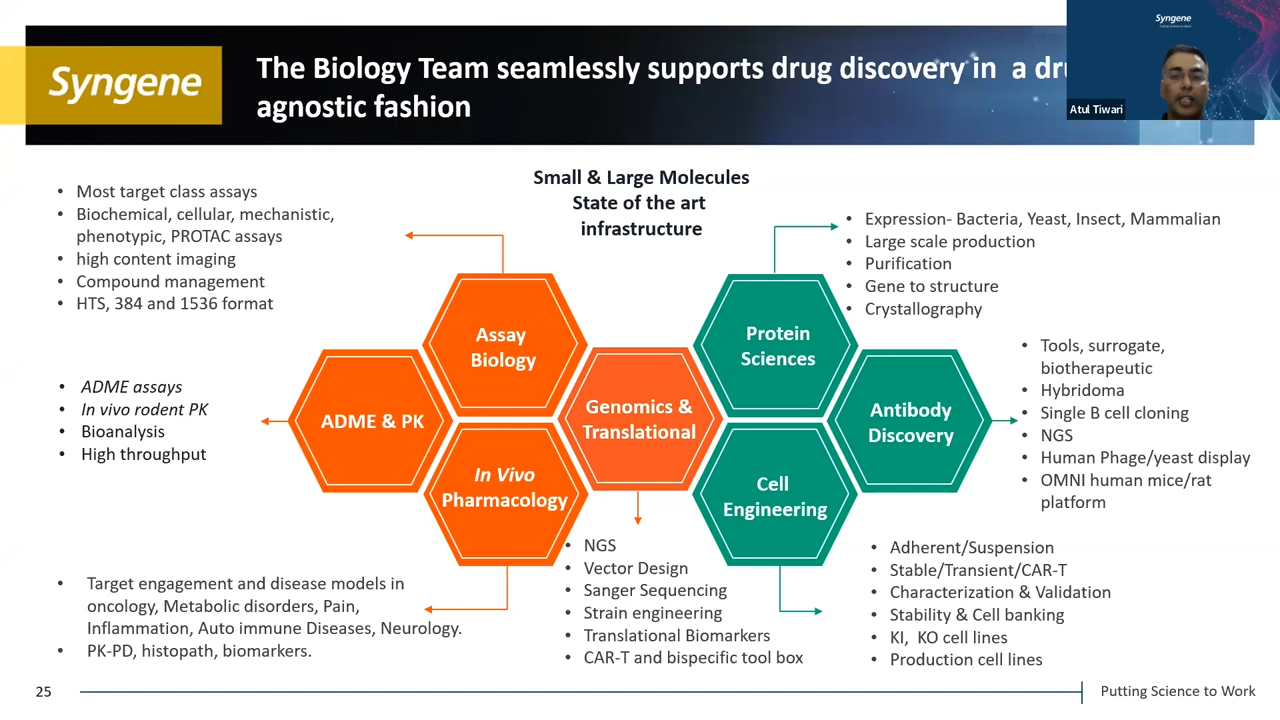 Syngene
The Biology Team seamlessly supports drug discovery in a
agnostic fashion
Syngene
Atul Tiwari
Small & Large Molecules
State of the art
infrastructure
• Most target class assays
• Biochemical, cellular, mechanistic,
phenotypic, PROTAC assays
• high content imaging
• Compound management
• HTS, 384 and 1536 format
• Expression- Bacteria, Yeast, Insect, Mammalian
• Large scale production
• Purification
• Gene to structure
• Crystallography
Assay
Biology
Protein
Sciences
• ADME assays
• In vivo rodent PK
• Bioanalysis
• High throughput
ADME & PK
Genomics &
Translational
Antibody
Discovery
• Tools, surrogate,
biotherapeutic
• Hybridoma
• Single B cell cloning
• NGS
• Human Phage/yeast display
• OMNI human mice/rat
platform
In Vivo
Pharmacology
Cell
Engineering
• Target engagement and disease models in
oncology, Metabolic disorders, Pain,
Inflammation, Auto immune Diseases, Neurology.
• PK-PD, histopath, biomarkers.
• NGS
• Vector Design
• Sanger Sequencing
• Strain engineering
• Translational Biomarkers
• CAR-T and bispecific tool box
• Adherent/Suspension
• Stable/Transient/CAR-T
• Characterization & Validation
• Stability & Cell banking
• KI, KO cell lines
• Production cell lines
25
Putting Science to Work